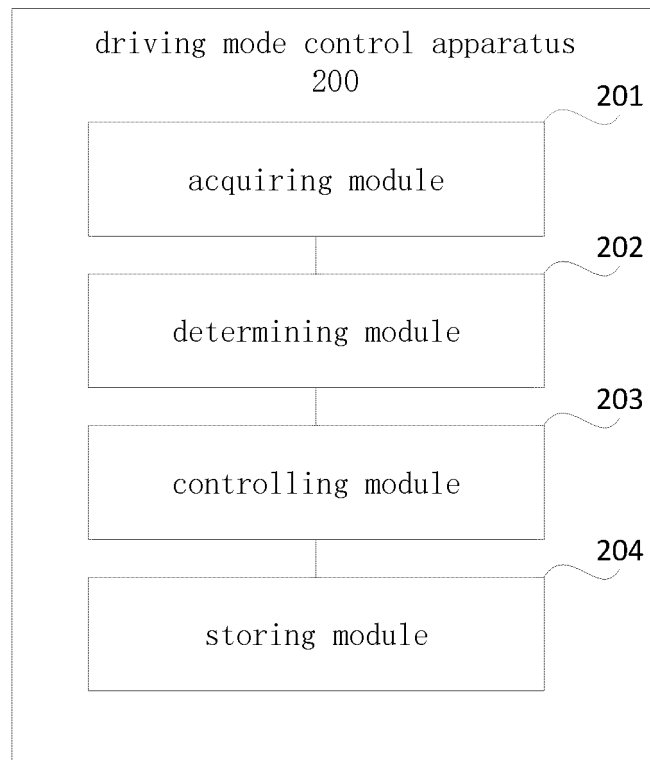 driving mode control apparatus
200
201
acquiring module
202
determining module
203
controlling module
204
storing module